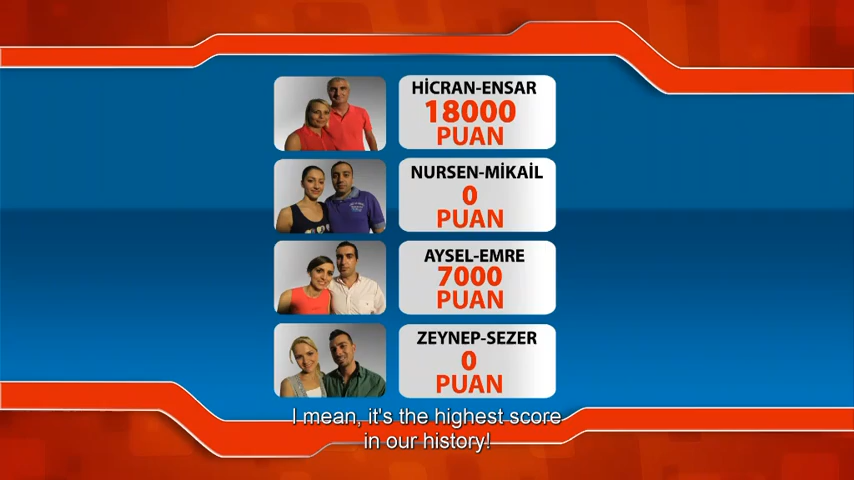 HİCRAN-ENSAR
18000
PUAN
NURSEN-MİKAİL
0
PUAN
AYSEL-EMRE
7000
PUAN
ZEYNEP-SEZER
0
PUAN
I mean, it's the highest score
in our history!